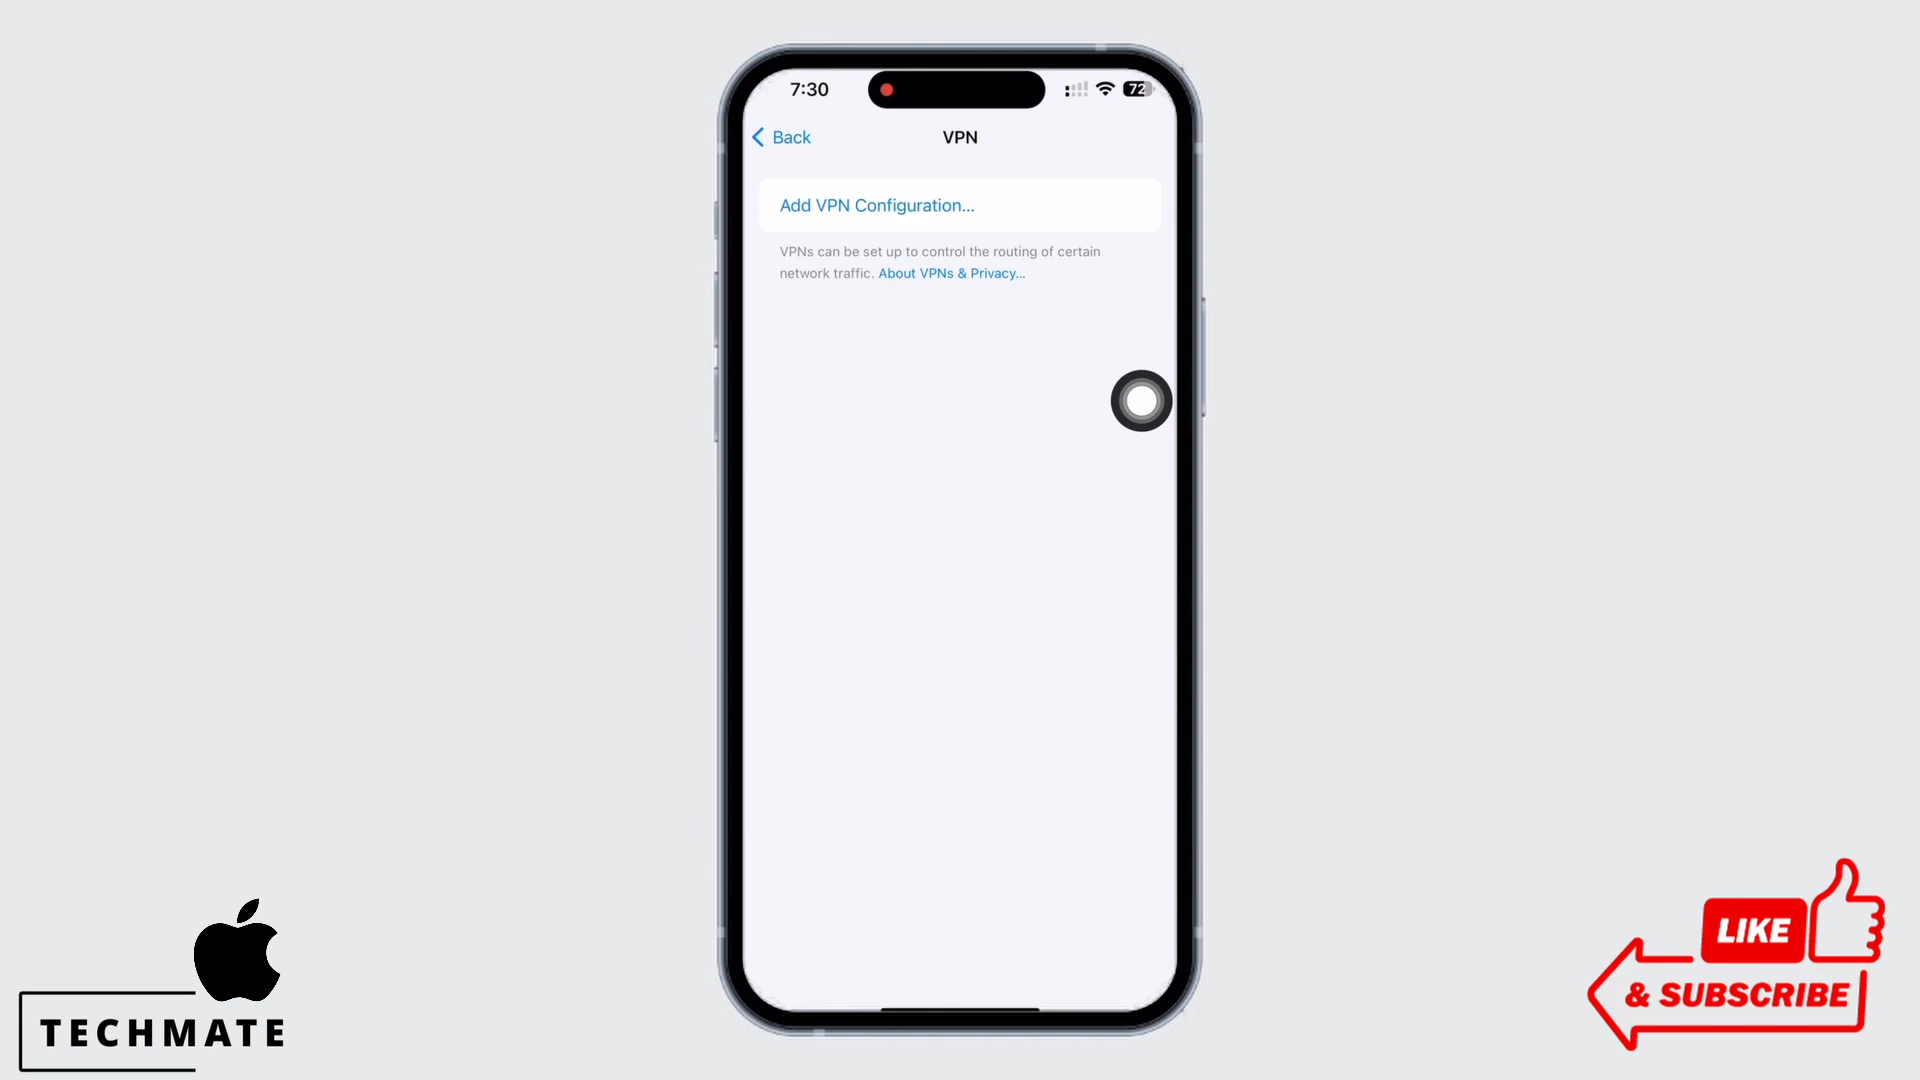 7:30
72
Back
VPN
Add VPN Configuration...
VPNs can be set up to control the routing of certain
network traffic. About VPNs & Privacy...
TECHMATE
LIKE
& SUBSCRIBE